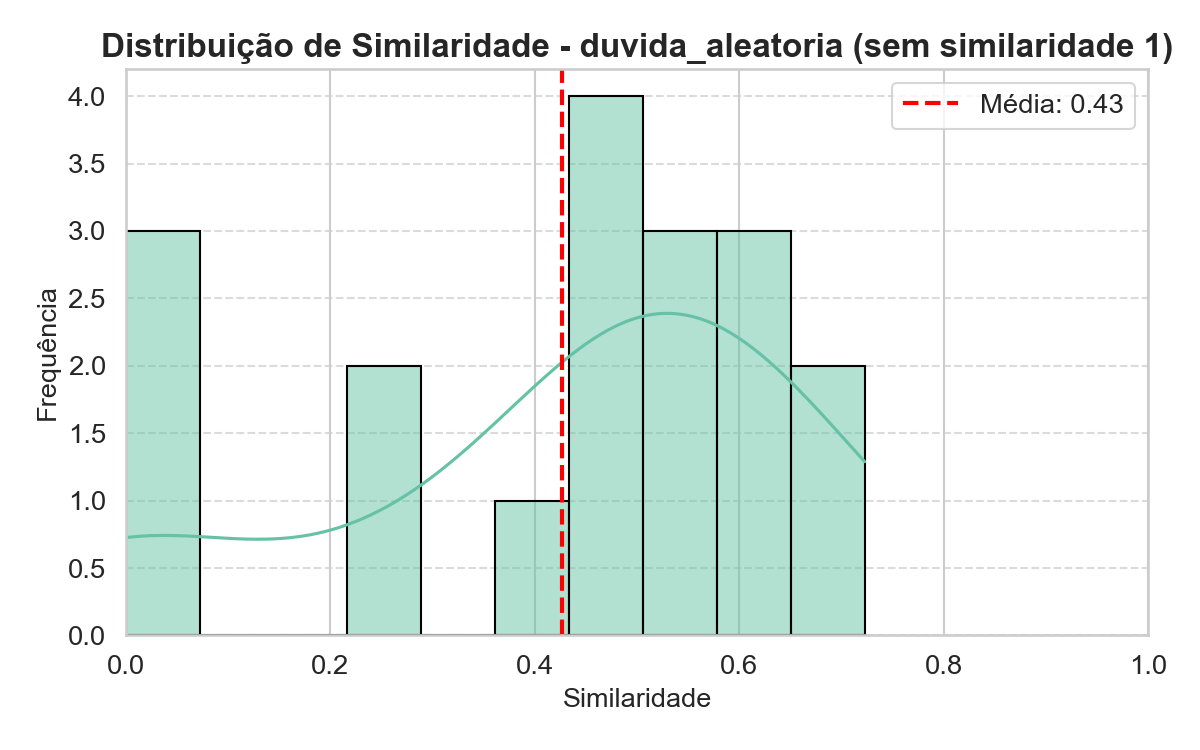 Distribuição de Similaridade - duvida_aleatoria (sem similaridade 1)
Média: 0.43
4.0
3.5
3.0
2.5
2.0
1.5
1.0
0.5
0.0
Frequência
0.0 0.2 0.4 0.6 0.8 1.0
Similaridade